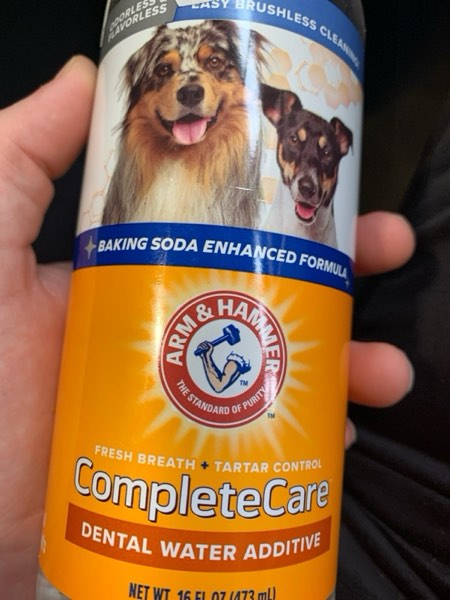 ODORLESS &
FLAVORLESS
EASY BRUSHLESS CLEANING
BAKING SODA ENHANCED FORMULA
ARM & HAMMER
TM
THE STANDARD OF PURITY
TM
FRESH BREATH + TARTAR CONTROL
CompleteCare
DENTAL WATER ADDITIVE
NET WT. 16 FL OZ (473 mL)